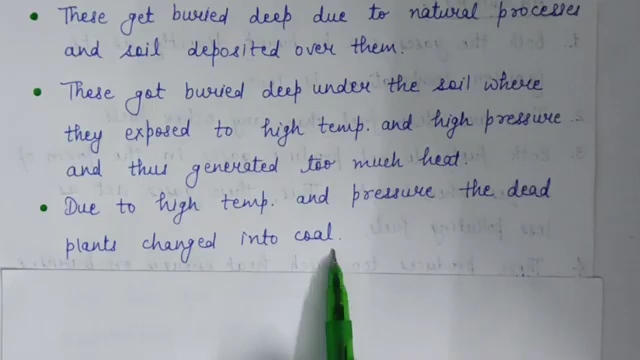 These get buried deep due to natural processes
and soil deposited over them.
These got buried deep under the soil where
they exposed to high temp. and high pressure
and thus generated too much heat.
Due to high temp. and pressure the dead
plants changed into coal.